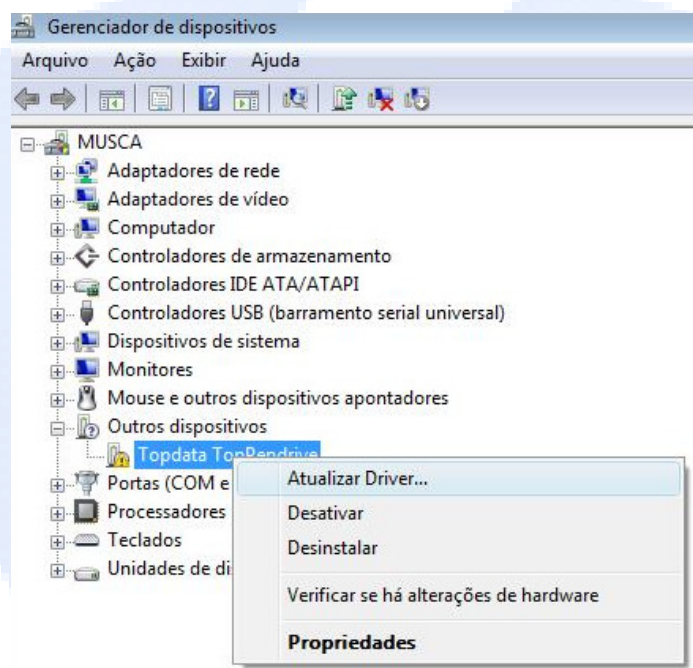 Gerenciador de dispositivos
Arquivo Ação Exibir Ajuda
MUSCA
Adaptadores de rede
Adaptadores de vídeo
Computador
Controladores de armazenamento
Controladores IDE ATA/ATAPI
Controladores USB (barramento serial universal)
Dispositivos de sistema
Monitores
Mouse e outros dispositivos apontadores
Outros dispositivos
Topdata TopPendrive
Portas (COM e
Processadores
Teclados
Unidades de di
Atualizar Driver...
Desativar
Desinstalar
Verificar se há alterações de hardware
Propriedades